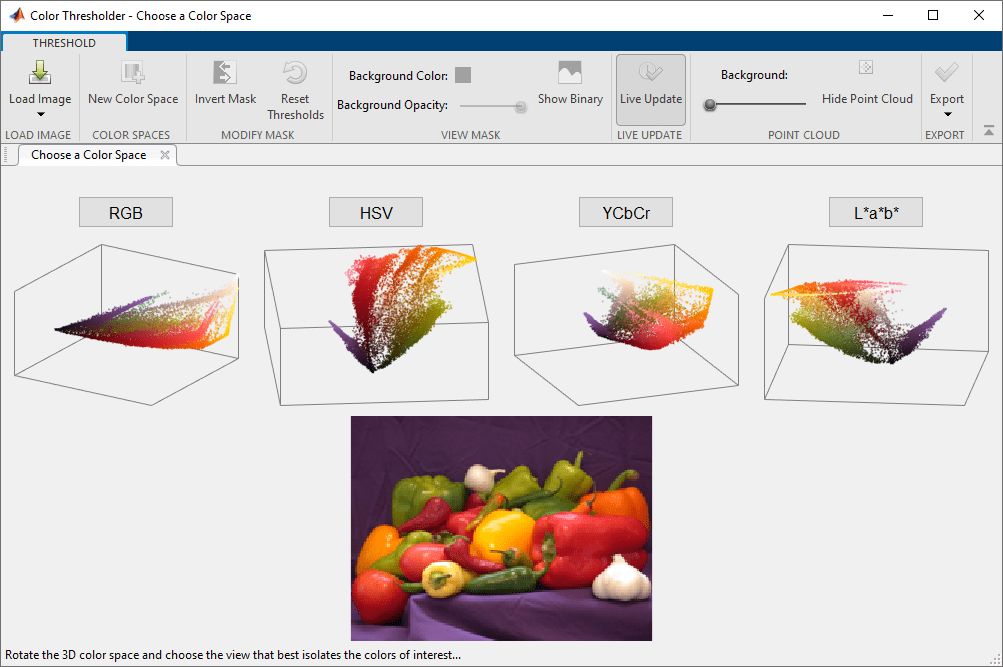 Color Thresholder - Choose a Color Space
THRESHOLD
Load Image
New Color Space
Invert Mask
Reset
Thresholds
Background Color:
Background Opacity:
Show Binary
Live Update
Background:
Hide Point Cloud
Export
LOAD IMAGE
COLOR SPACES
MODIFY MASK
VIEW MASK
LIVE UPDATE
POINT CLOUD
EXPORT
Choose a Color Space
RGB
HSV
YCbCr
L*a*b*
Rotate the 3D color space and choose the view that best isolates the colors of interest...